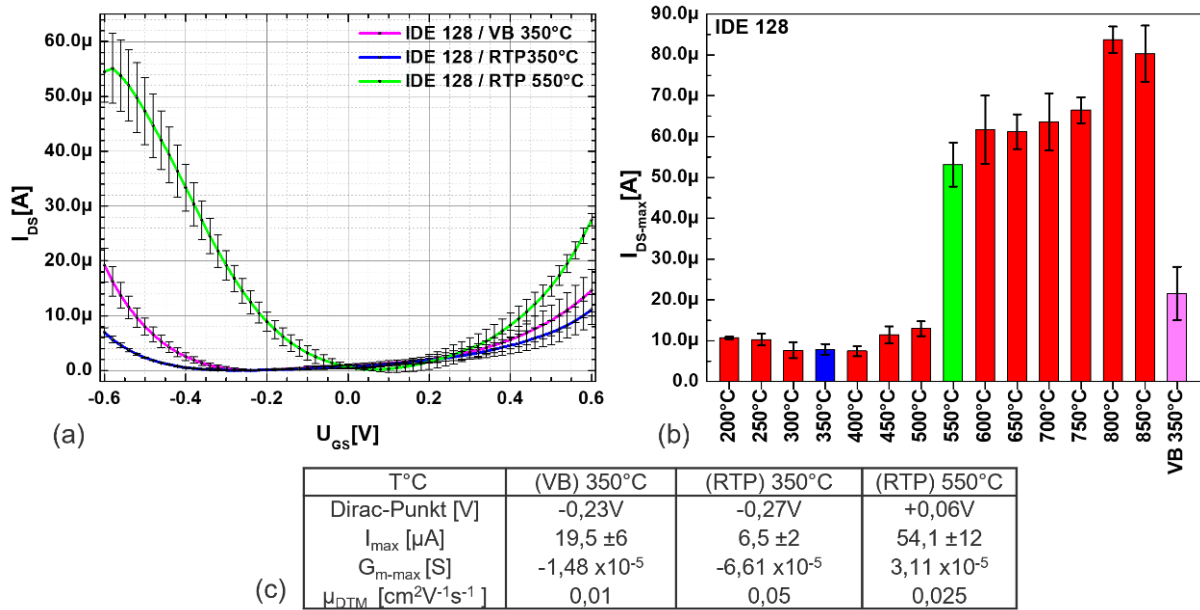 60.0µ
50.0µ
40.0µ
30.0µ
20.0µ
10.0µ
0.0
I_DS[A]
IDE 128 / VB 350°C
IDE 128 / RTP350°C
IDE 128 / RTP 550°C
-0.6 -0.4 -0.2 0.0 0.2 0.4 0.6
U_GS[V]
(a)
90.0µ
80.0µ
70.0µ
60.0µ
50.0µ
40.0µ
30.0µ
20.0µ
10.0µ
0.0
I_DS-max[A]
IDE 128
200°C 250°C 300°C 350°C 400°C 450°C 500°C 550°C 600°C 650°C 700°C 750°C 800°C 850°C VB 350°C
(b)
T°C (VB) 350°C (RTP) 350°C (RTP) 550°C
Dirac-Punkt [V] -0,23V -0,27V +0,06V
I_max [µA] 19,5 ±6 6,5 ±2 54,1 ±12
G_m-max [S] -1,48 x10^-5 -6,61 x10^-5 3,11 x10^-5
µ_DTM [cm²V⁻¹s⁻¹] 0,01 0,05 0,025
(c)